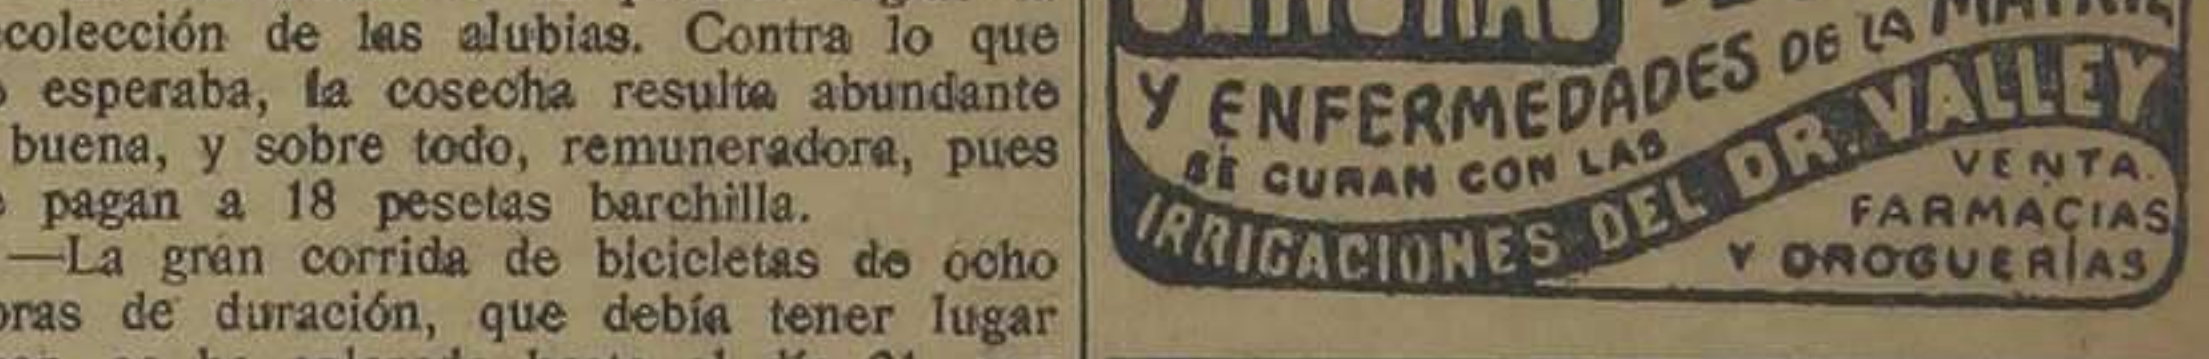 colección de las alubias. Contra lo que
esperaba, la cosecha resulta abundante
buena, y sobre todo, remuneradora, pues
pagan a 18 pesetas barchilla.
—La gran corrida de bicicletas de ocho
oras de duración, que debía tener lugar
Y ENFERMEDADES DE LA MATRIZ
SE CURAN CON LAS
IRRIGACIONES DEL DR. VALLEY
VENTA.
FARMACIAS
Y DROGUERÍAS